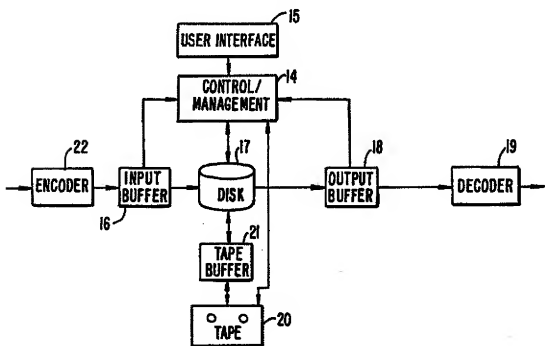 15
USER INTERFACE
14
CONTROL/
MANAGEMENT
22
ENCODER
INPUT
BUFFER
16
17
DISK
18
OUTPUT
BUFFER
19
DECODER
21
TAPE
BUFFER
TAPE
20